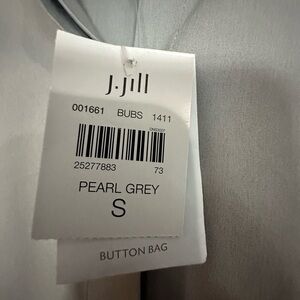 J.Jill
001661 BUBS 1411
25277883 73
PEARL GREY
S
BUTTON BAG